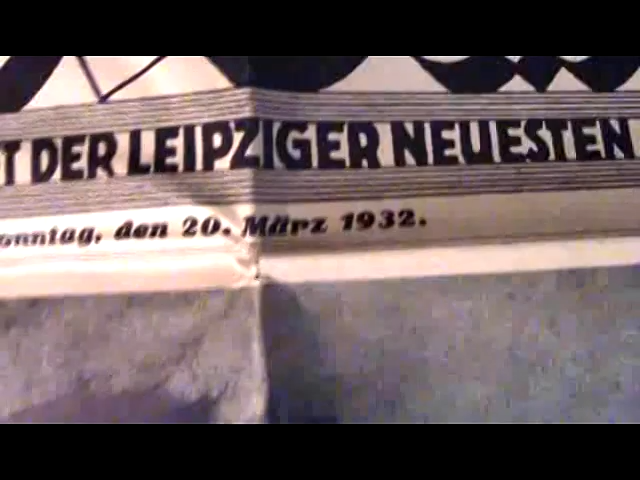 T DER LEIPZIGER NEUESTEN
onntag, den 20. März 1932.